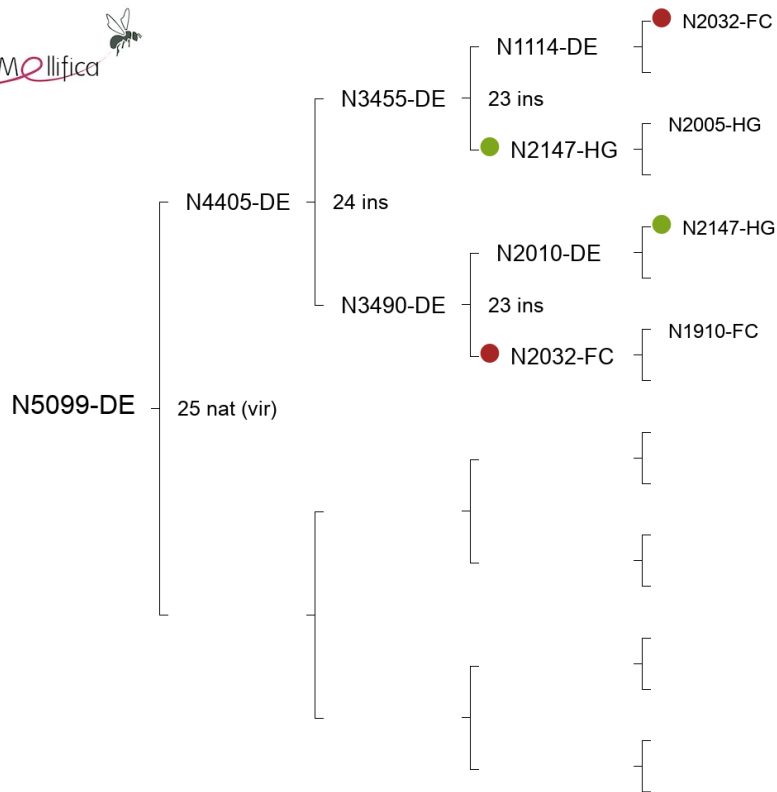 Mellifica
N2032-FC
N1114-DE
N3455-DE
23 ins
N2005-HG
N2147-HG
N4405-DE
24 ins
N2147-HG
N2010-DE
N3490-DE
23 ins
N1910-FC
N2032-FC
N5099-DE
25 nat (vir)